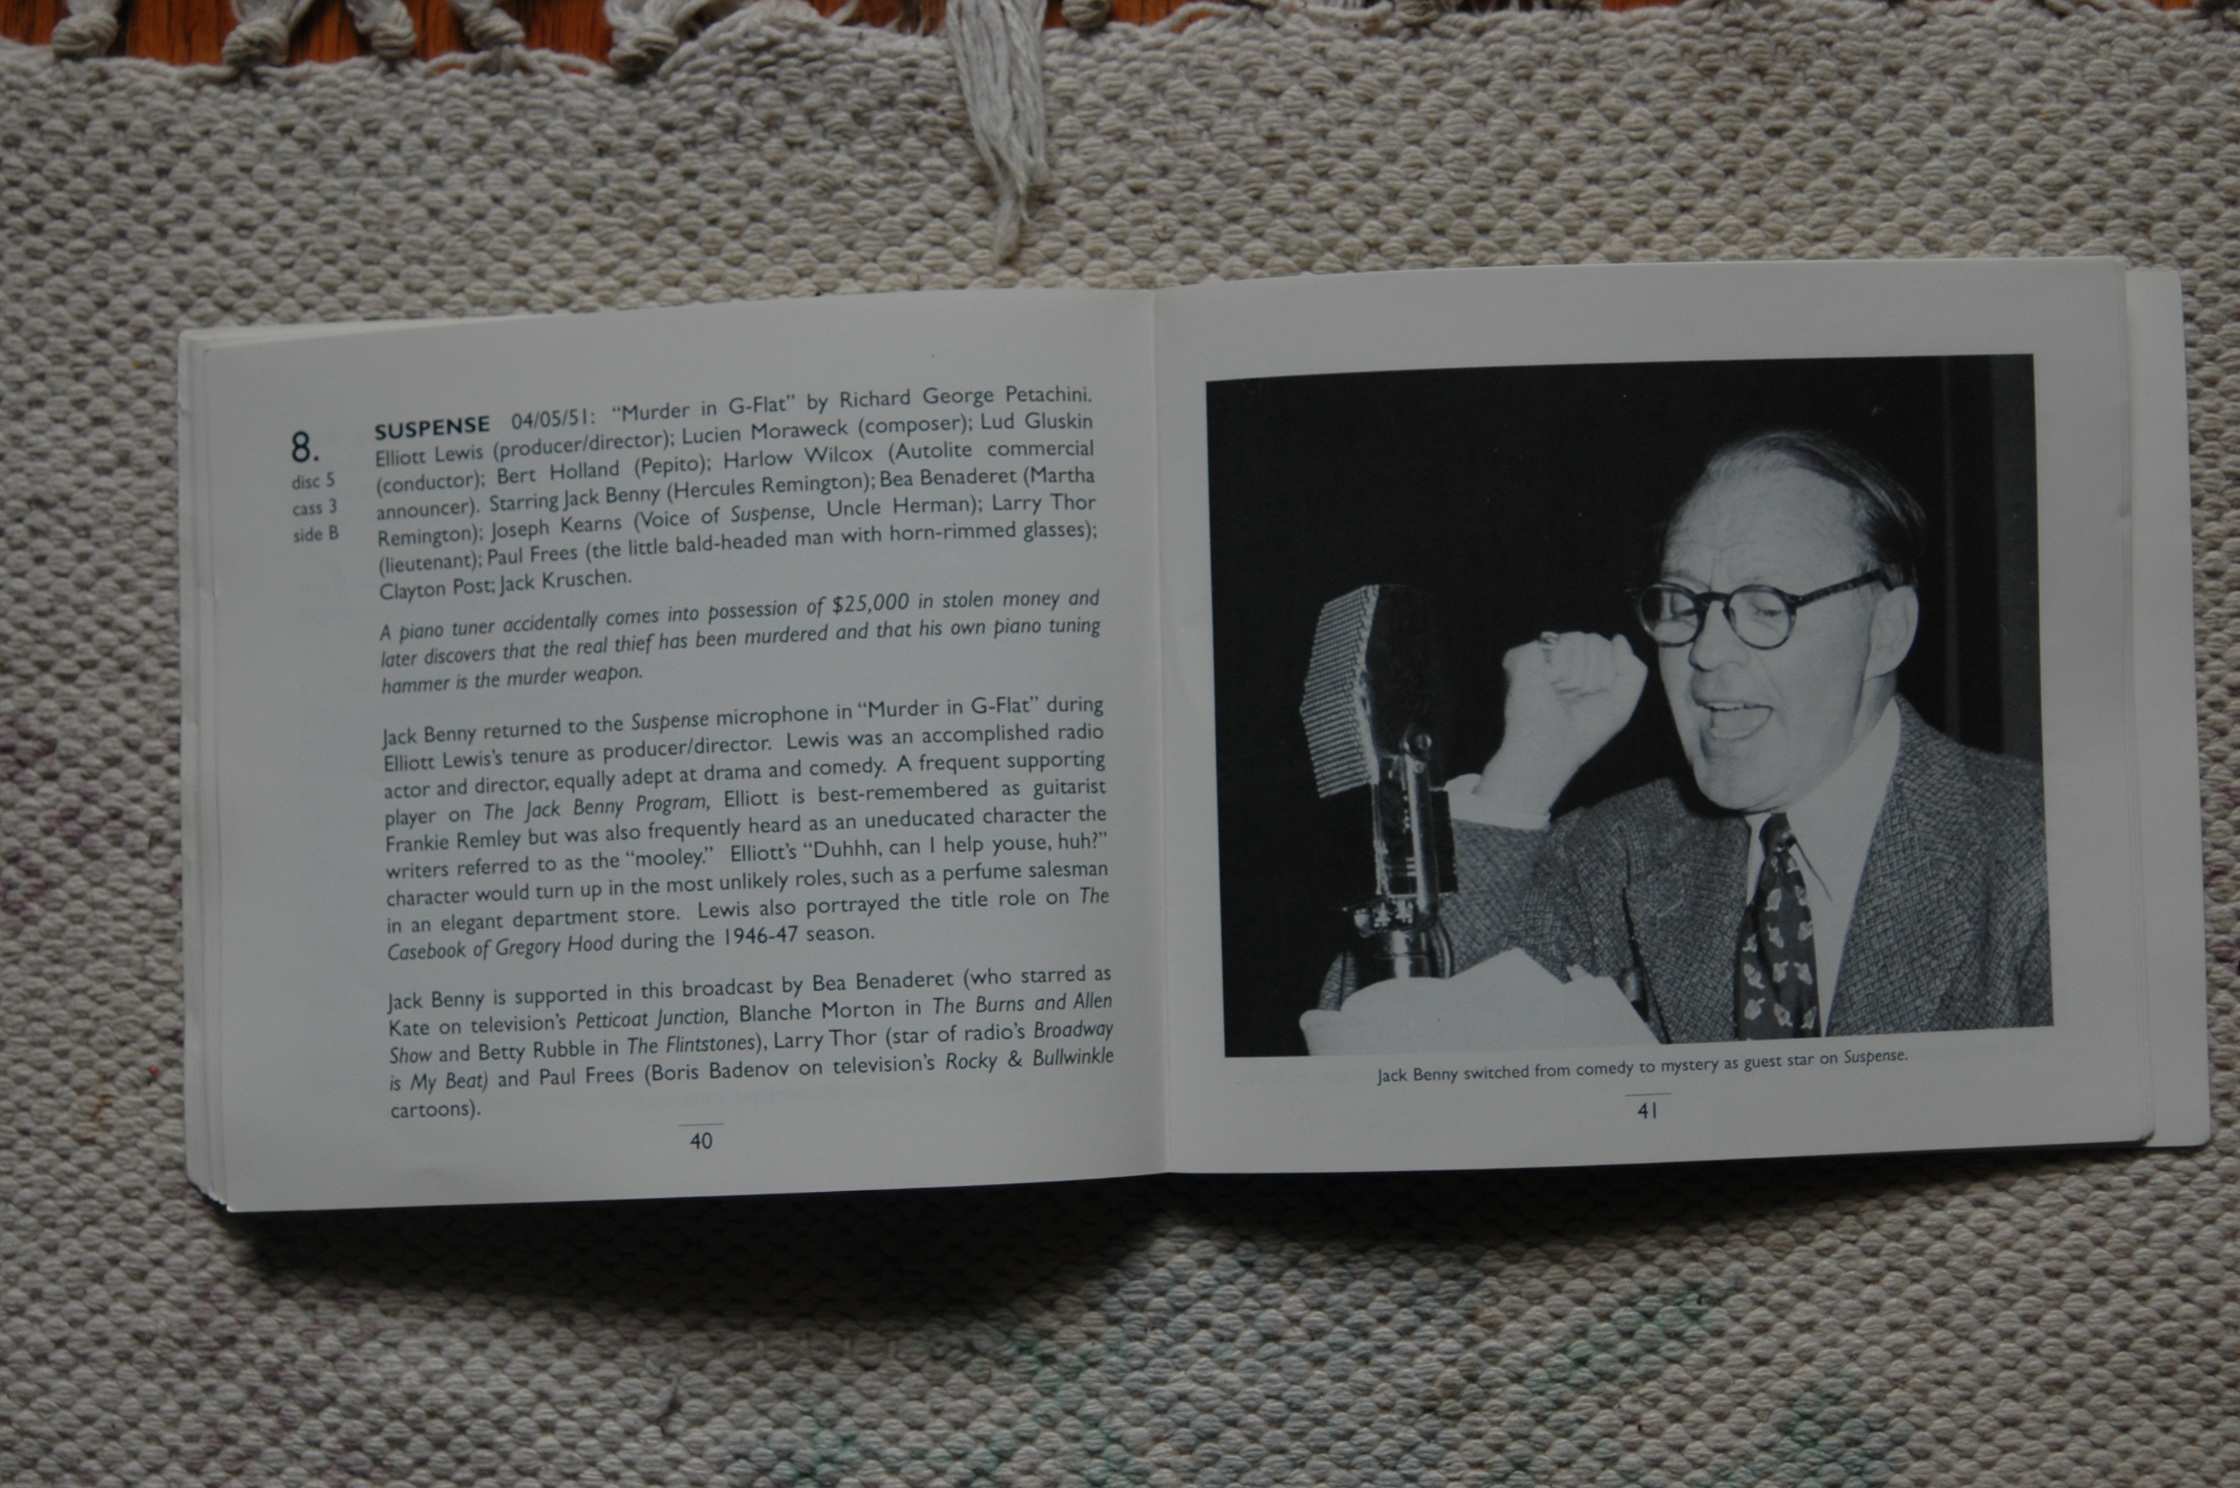 8.
disc 5
cass 3
side B
SUSPENSE 04/05/51: “Murder in G-Flat” by Richard George Petachini.
Elliott Lewis (producer/director); Lucien Moraweck (composer); Lud Gluskin
(conductor); Bert Holland (Pepito); Harlow Wilcox (Autolite commercial
announcer). Starring Jack Benny (Hercules Remington); Bea Benaderet (Martha
Remington); Joseph Kearns (Voice of Suspense, Uncle Herman); Larry Thor
(lieutenant); Paul Frees (the little bald-headed man with horn-rimmed glasses);
Clayton Post; Jack Kruschen.
A piano tuner accidentally comes into possession of $25,000 in stolen money and
later discovers that the real thief has been murdered and that his own piano tuning
hammer is the murder weapon.
Jack Benny returned to the Suspense microphone in “Murder in G-Flat” during
Elliott Lewis’s tenure as producer/director. Lewis was an accomplished radio
actor and director, equally adept at drama and comedy. A frequent supporting
player on The Jack Benny Program, Elliott is best-remembered as guitarist
Frankie Remley but was also frequently heard as an uneducated character the
writers referred to as the “mooley.” Elliott’s “Duhhh, can I help youse, huh?”
character would turn up in the most unlikely roles, such as a perfume salesman
in an elegant department store. Lewis also portrayed the title role on The
Casebook of Gregory Hood during the 1946-47 season.
Jack Benny is supported in this broadcast by Bea Benaderet (who starred as
Kate on television’s Petticoat Junction, Blanche Morton in The Burns and Allen
Show and Betty Rubble in The Flintstones), Larry Thor (star of radio’s Broadway
is My Beat) and Paul Frees (Boris Badenov on television’s Rocky & Bullwinkle
cartoons).
40
Jack Benny switched from comedy to mystery as guest star on Suspense.
41